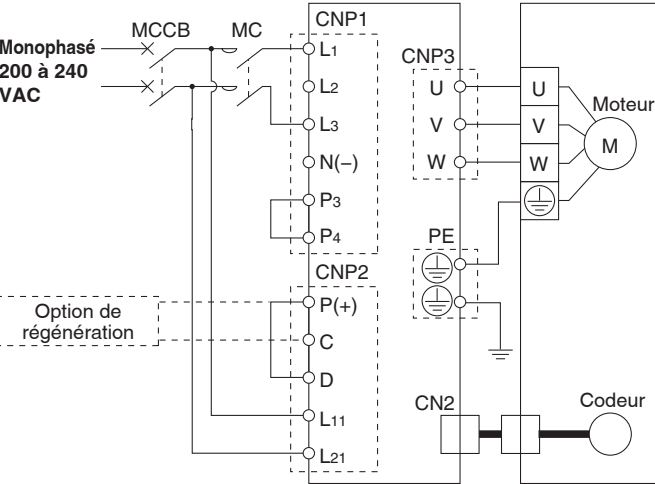 MCCB
MC
CNP1
Monophasé
200 à 240
VAC
L1
L2
L3
N(−)
P3
P4
CNP2
P(+)
C
D
L11
L21
Option de
régénération
CNP3
U
V
W
PE
CN2
U
V
W
Moteur
M
Codeur